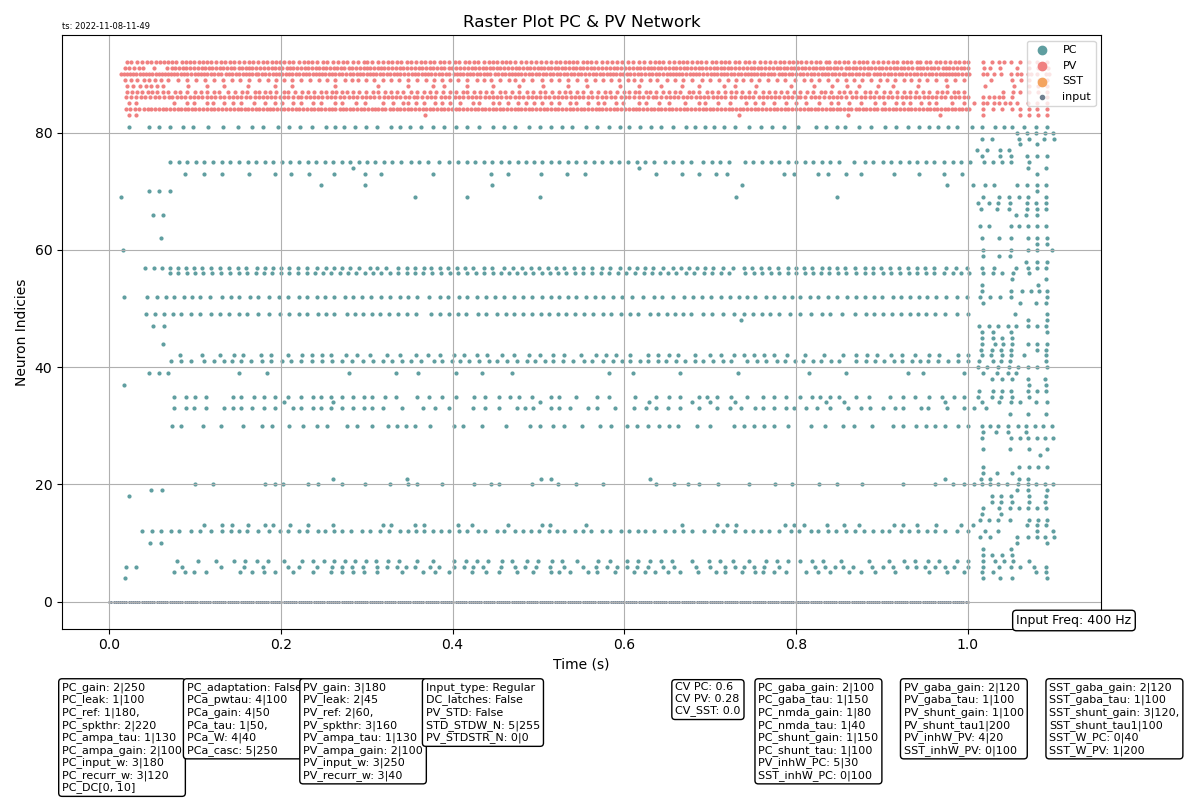 ts: 2022-11-08-11-49
Raster Plot PC & PV Network
PC
PV
SST
input
Neuron Indicies
80
60
40
20
0
0.0
0.2
0.4
0.6
0.8
1.0
Input Freq: 400 Hz
Time (s)
PC_gain: 2|250
PC_leak: 1|100
PC_ref: 1|180,
PC_spkthr: 2|220
PC_ampa_tau: 1|130
PC_ampa_gain: 2|100
PC_input_w: 3|180
PC_recurr_w: 3|120
PC_DC[0, 10]
PCa_adaptation: False
PCa_pwtau: 4|100
PCa_gain: 4|50
PCa_tau: 1|50,
PCa_W: 4|40
PCa_casc: 5|250
PV_gain: 3|180
PV_leak: 2|45
PV_ref: 2|60,
PV_spkthr: 3|160
PV_ampa_tau: 1|130
PV_ampa_gain: 2|100
PV_input_w: 3|250
PV_recurr_w: 3|40
Input_type: Regular
DC_latches: False
PV_STD: False
STD_STDW_N: 5|255
PV_STDSTR_N: 0|0
CV PC: 0.6
CV PV: 0.28
CV_SST: 0.0
PC_gaba_gain: 2|100
PC_gaba_tau: 1|100
PC_nmda_gain: 1|80
PC_nmda_tau: 1|40
PC_shunt_gain: 1|150
PC_shunt_tau: 1|100
PV_inhW_PC: 5|30
SST_inhW_PC: 0|100
PV_gaba_gain: 2|120
PV_gaba_tau: 1|100
PV_shunt_gain: 1|100
PV_shunt_tau1|200
PV_inhW_PV: 4|20
SST_inhW_PV: 0|100
SST_gaba_gain: 2|120
SST_gaba_tau: 1|100
SST_shunt_gain: 3|120,
SST_shunt_tau1|100
SST_W_PC: 0|40
SST_W_PV: 1|200